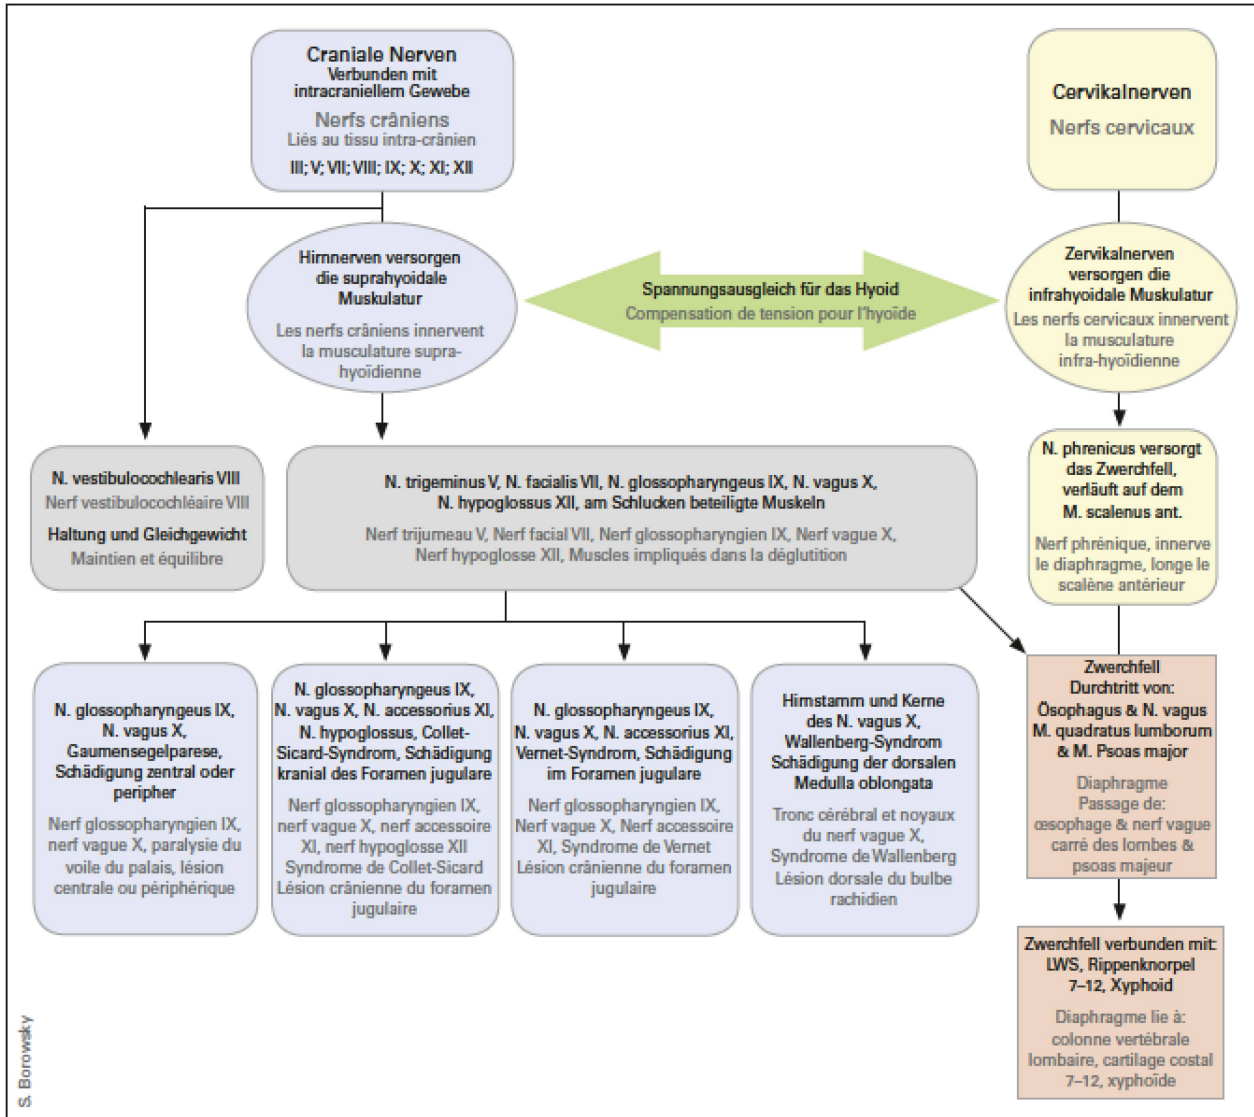 Craniale Nerven
Verbunden mit
intracraniellem Gewebe
Nerfs crâniens
Liés au tissu intra-crânien
III; V; VII; VIII; IX; X; XI; XII
Cervikalnerven
Nerfs cervicaux
Hirnnerven versorgen
die suprahyoidale
Muskulatur
Les nerfs crâniens innervent
la musculature supra-
hyoïdienne
Spannungsausgleich für das Hyoid
Compensation de tension pour l'hyoïde
Zervikalnerven
versorgen die
infrahyoidale Muskulatur
Les nerfs cervicaux innervent
la musculature
infra-hyoïdienne
N. vestibulocochlearis VIII
Nerf vestibulocochléaire VIII
Haltung und Gleichgewicht
Maintien et équilibre
N. trigeminus V, N. facialis VII, N. glossopharyngeus IX, N. vagus X,
N. hypoglossus XII, am Schlucken beteiligte Muskeln
Nerf trijumeau V, Nerf facial VII, Nerf glossopharyngien IX, Nerf vague X,
Nerf hypoglosse XII, Muscles impliqués dans la déglutition
N. phrenicus versorgt
das Zwerchfell,
verläuft auf dem
M. scalenus ant.
Nerf phrénique, innerve
le diaphragme, longe le
scalène antérieur
N. glossopharyngeus IX,
N. vagus X,
Gaumensegelparese,
Schädigung zentral oder
peripher
Nerf glossopharyngien IX,
nerf vague X, paralysie du
voile du palais, lésion
centrale ou périphérique
N. glossopharyngeus IX,
N. vagus X, N. accessorius XI,
N. hypoglossus, Collet-
Sicard-Syndrom, Schädigung
kranial des Foramen jugulare
Nerf glossopharyngien IX,
nerf vague X, nerf accessoire
XI, nerf hypoglosse XII
Syndrome de Collet-Sicard
Lésion crânienne du foramen
jugulaire
N. glossopharyngeus IX,
N. vagus X, N. accessorius XI,
Vernet-Syndrom, Schädigung
im Foramen jugulare
Nerf glossopharyngien IX,
Nerf vague X, Nerf accessoire
XI, Syndrome de Vernet
Lésion crânienne du foramen
jugulaire
Hirnstamm und Kerne
des N. vagus X,
Wallenberg-Syndrom
Schädigung der dorsalen
Medulla oblongata
Tronc cérébral et noyaux
du nerf vague X,
Syndrome de Wallenberg
Lésion dorsale du bulbe
rachidien
Zwerchfell
Durchtritt von:
Ösophagus & N. vagus
M. quadratus lumborum
& M. Psoas major
Diaphragme
Passage de:
œsophage & nerf vague
carré des lombes &
psoas majeur
Zwerchfell verbunden mit:
LWS, Rippenknorpel
7–12, Xyphoid
Diaphragme lie à:
colonne vertébrale
lombaire, cartilage costal
7–12, xyphoïde
S. Borowsky